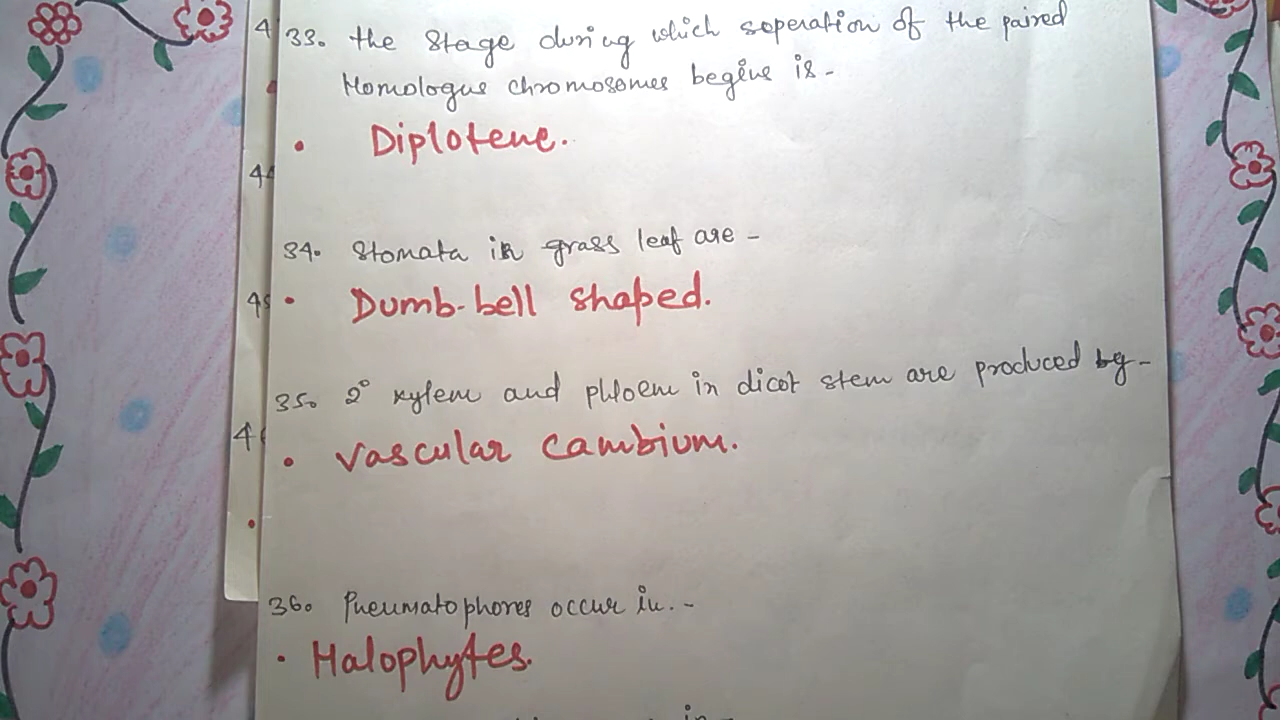 33. the Stage during which seperation of the paired
Homologue chromosomes begins is -
• Diplotene.
34. Stomata in grass leaf are -
• Dumb-bell shaped.
35. 2° xylem and phloem in dicot stem are produced by -
• Vascular cambium.
36. Pneumatophores occur in. -
• Halophytes.